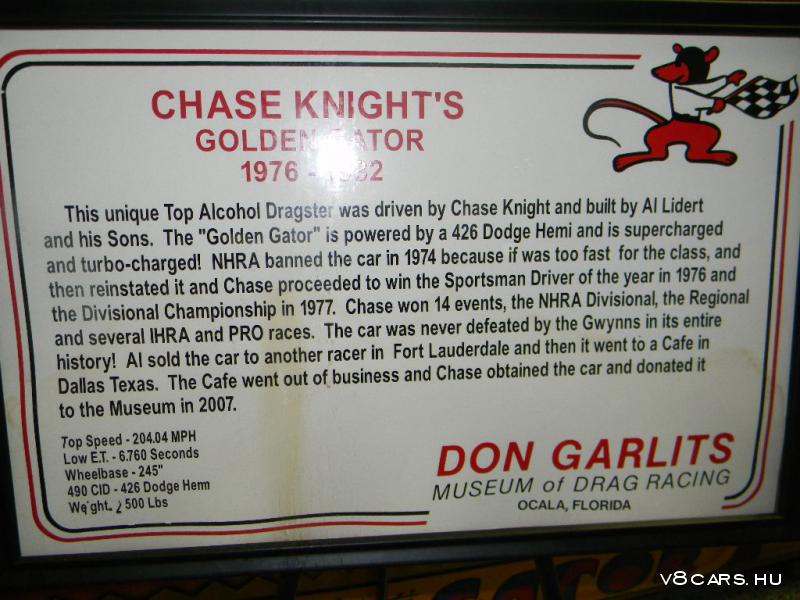 CHASE KNIGHT'S
GOLDEN GATOR
1976 - 1982
This unique Top Alcohol Dragster was driven by Chase Knight and built by Al Lidert
and his Sons. The "Golden Gator" is powered by a 426 Dodge Hemi and is supercharged
and turbo-charged! NHRA banned the car in 1974 because if was too fast for the class, and
then reinstated it and Chase proceeded to win the Sportsman Driver of the year in 1976 and
the Divisional Championship in 1977. Chase won 14 events, the NHRA Divisional, the Regional
and several IHRA and PRO races. The car was never defeated by the Gwynns in its entire
history! Al sold the car to another racer in Fort Lauderdale and then it went to a Cafe in
Dallas Texas. The Cafe went out of business and Chase obtained the car and donated it
to the Museum in 2007.
Top Speed - 204.04 MPH
Low E.T. - 6.760 Seconds
Wheelbase - 245"
490 CID - 426 Dodge Hemi
Weight. 2500 Lbs
DON GARLITS
MUSEUM of DRAG RACING
OCALA, FLORIDA
V8CARS.HU